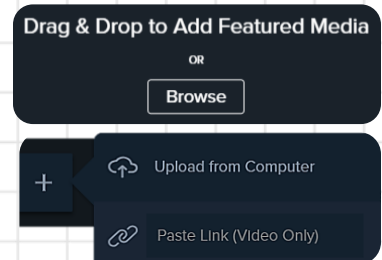 Drag & Drop to Add Featured Media
OR
Browse
Upload from Computer
Paste Link (Video Only)